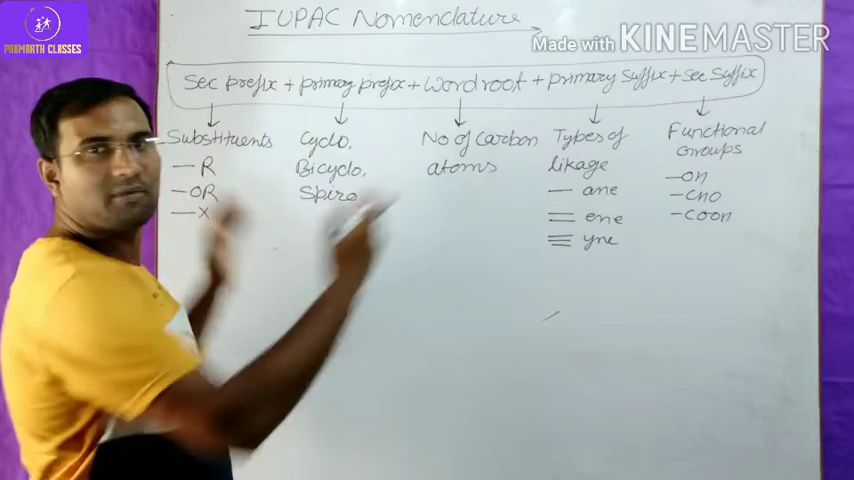 IUPAC Nomenclature
Made with KINEMASTER
PARMARTH CLASSES
Sec prefix + primary prefix + Word root + primary Suffix + Sec Suffix
Substituents
— R
— OR
— X
Cyclo,
Bicyclo,
Spiro
No of Carbon
atoms
Types of
likage
— ane
= ene
≡ yne
Functional
Groups
— OH
— CHO
— COOH